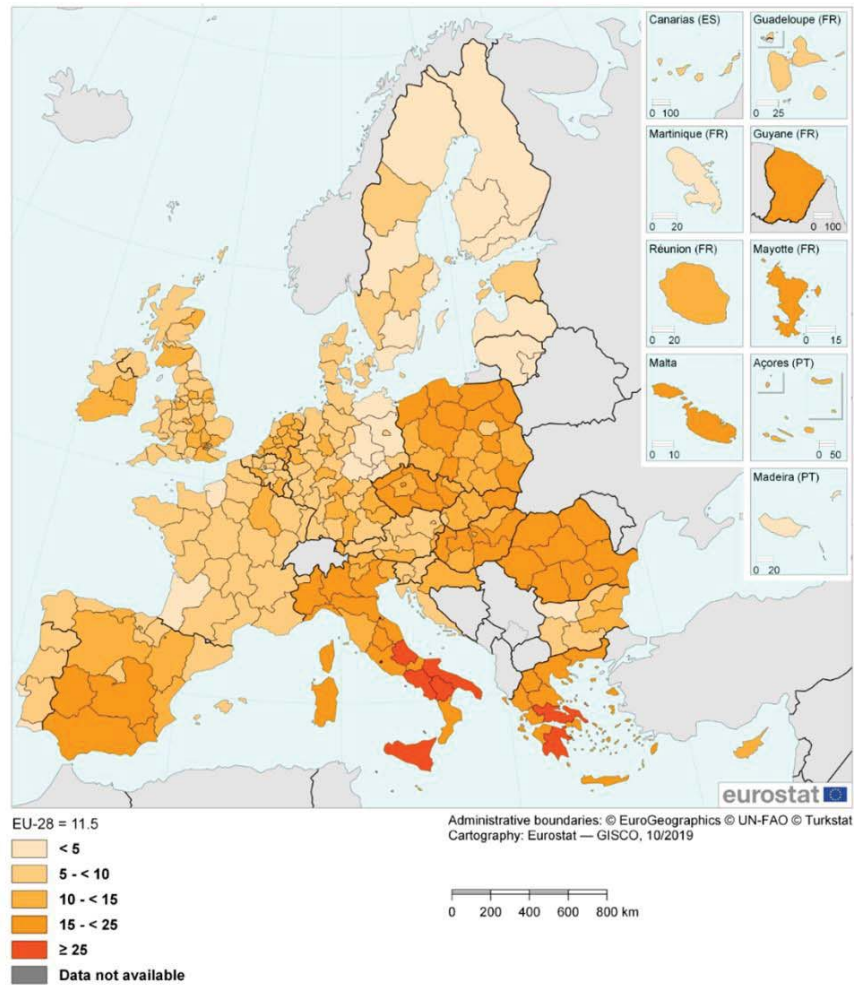 Canarias (ES)
0 100
Guadeloupe (FR)
0 25
Martinique (FR)
0 20
Guyane (FR)
0 100
Réunion (FR)
0 20
Mayotte (FR)
0 15
Malta
0 10
Açores (PT)
0 50
Madeira (PT)
0 20
eurostat
EU-28 = 11.5
< 5
5 - < 10
10 - < 15
15 - < 25
≥ 25
Data not available
Administrative boundaries: © EuroGeographics © UN-FAO © Turkstat
Cartography: Eurostat — GISCO, 10/2019
0 200 400 600 800 km